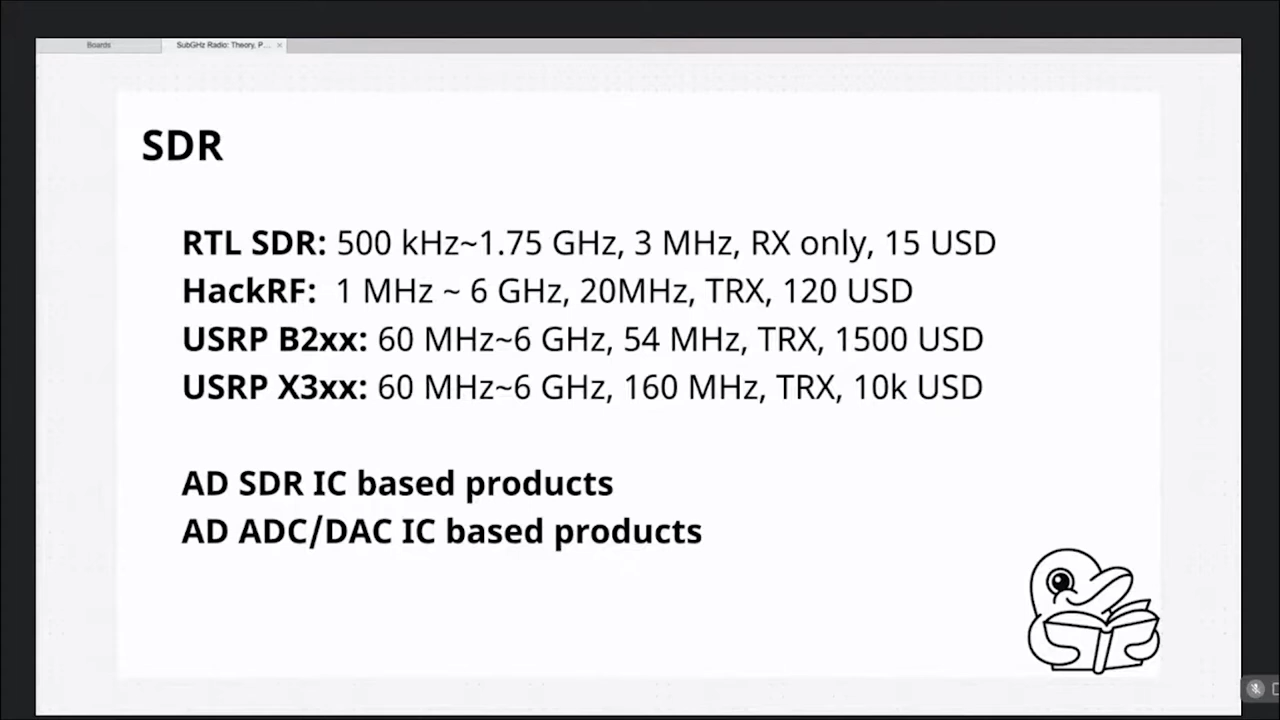 Boards
SubGHz Radio: Theory, P...
SDR
RTL SDR: 500 kHz~1.75 GHz, 3 MHz, RX only, 15 USD
HackRF: 1 MHz ~ 6 GHz, 20MHz, TRX, 120 USD
USRP B2xx: 60 MHz~6 GHz, 54 MHz, TRX, 1500 USD
USRP X3xx: 60 MHz~6 GHz, 160 MHz, TRX, 10k USD
AD SDR IC based products
AD ADC/DAC IC based products